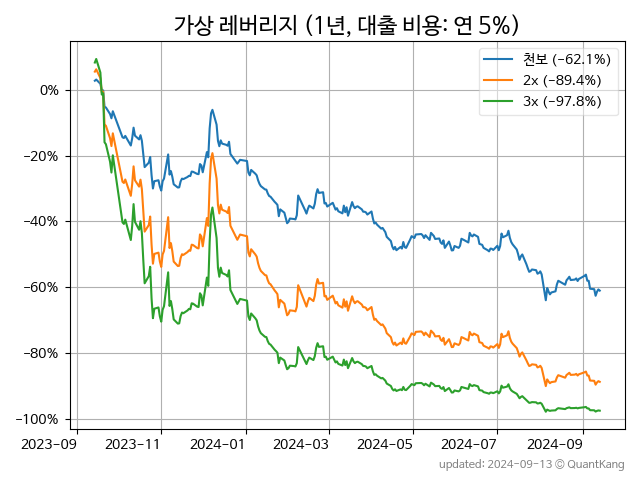 가상 레버리지 (1년, 대출 비용: 연 5%)
천보 (−62.1%)
2x (−89.4%)
3x (−97.8%)
0%
−20%
−40%
−60%
−80%
−100%
2023-09 2023-11 2024-01 2024-03 2024-05 2024-07 2024-09
updated: 2024-09-13 © QuantKang